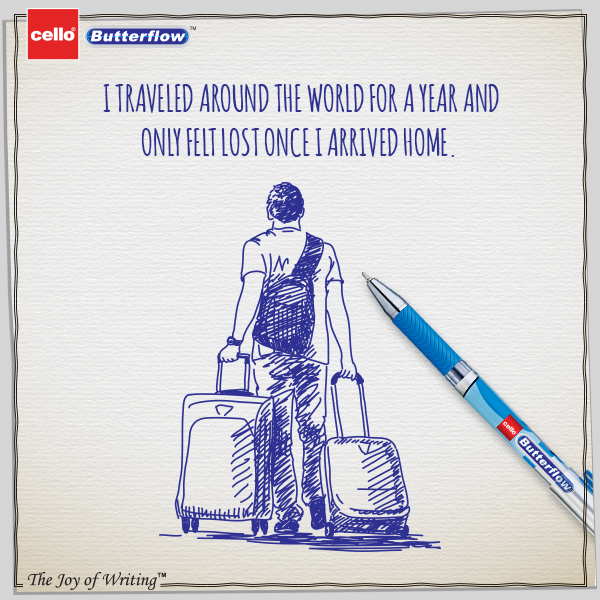 cello® Butterflow™
I TRAVELED AROUND THE WORLD FOR A YEAR AND
ONLY FELT LOST ONCE I ARRIVED HOME.
cello
Butterflow
The Joy of Writing™